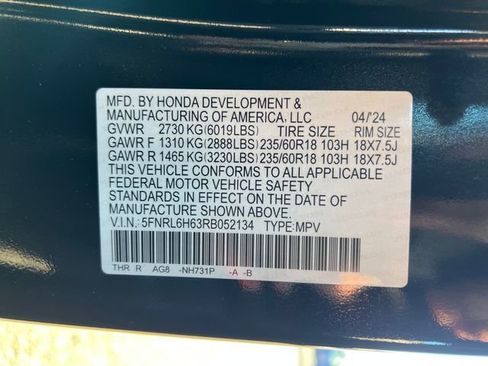 MFD. BY HONDA DEVELOPMENT &
MANUFACTURING OF AMERICA, LLC 04/'24
GVWR 2730 KG (6019LBS) TIRE SIZE RIM SIZE
GAWR F 1310 KG (2888LBS) 235/60R18 103H 18X7.5J
GAWR R 1465 KG (3230LBS) 235/60R18 103H 18X7.5J
THIS VEHICLE CONFORMS TO ALL APPLICABLE
FEDERAL MOTOR VEHICLE SAFETY
STANDARDS IN EFFECT ON THE DATE OF
MANUFACTURE SHOWN ABOVE.
V.I.N.: 5FNRL6H63RB052134 TYPE:MPV
THR R AG8 -NH731P -A -B